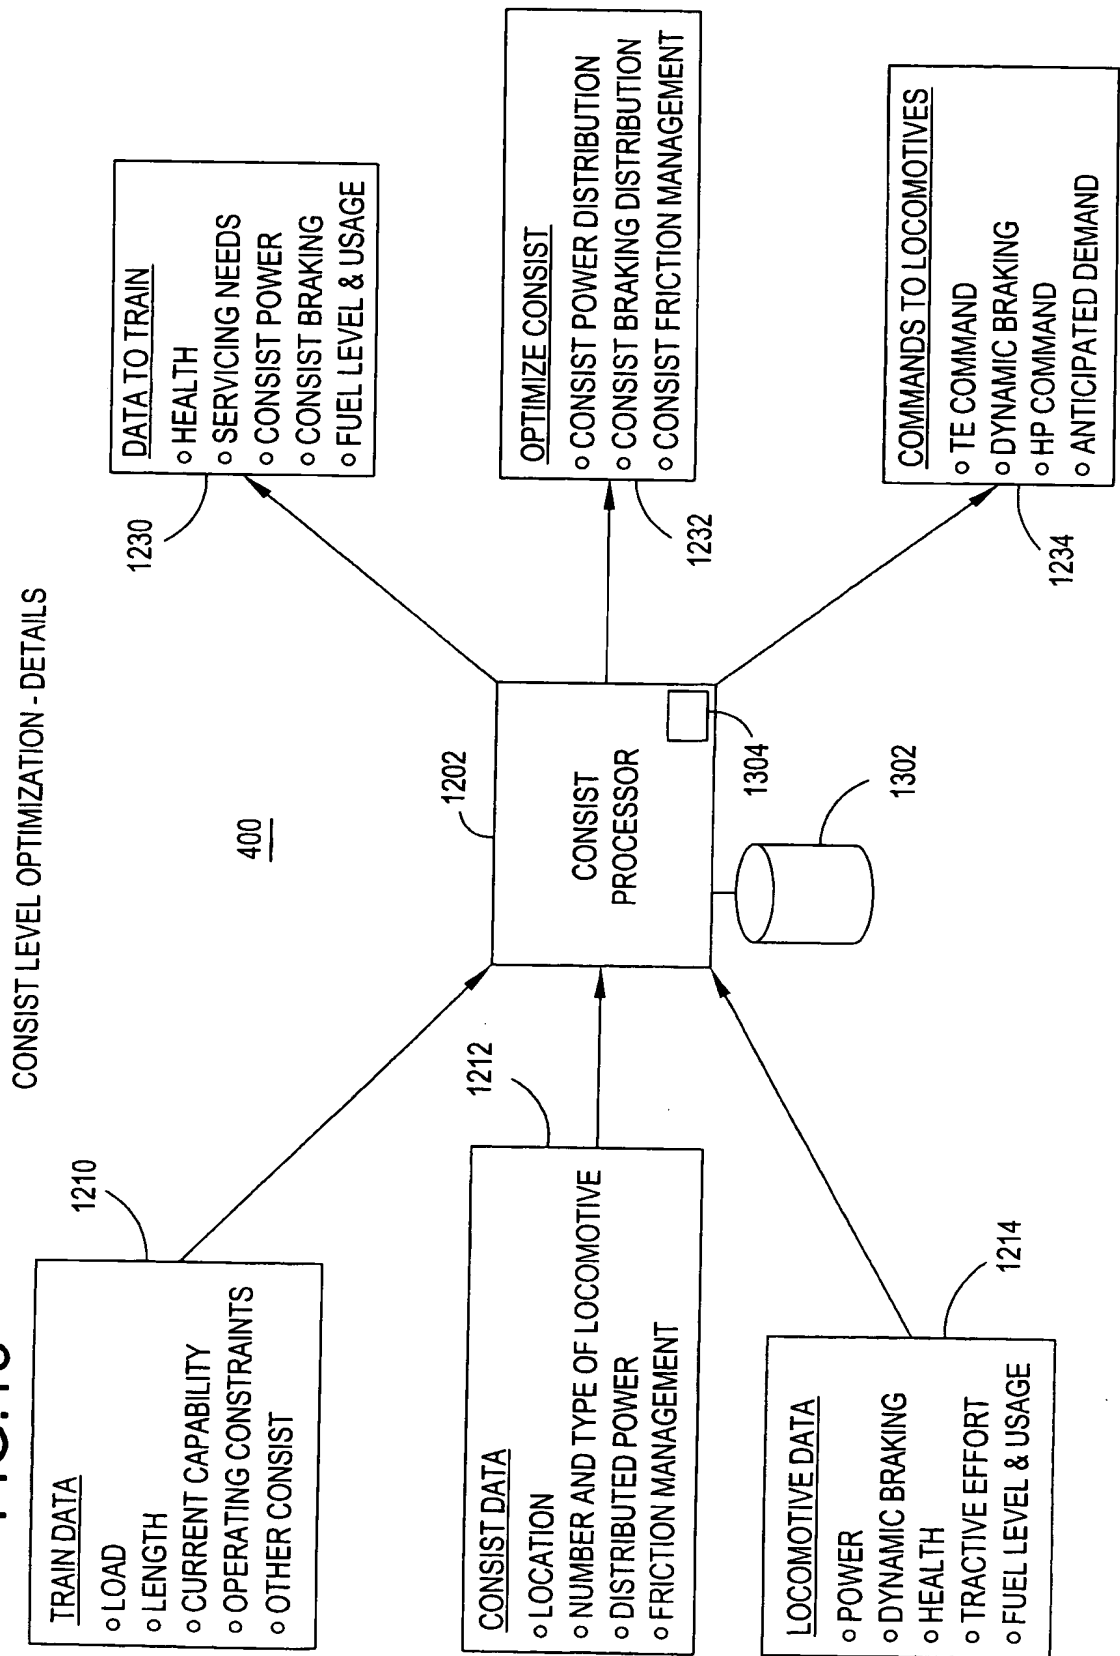 CONSIST LEVEL OPTIMIZATION - DETAILS
400
TRAIN DATA
o LOAD
o LENGTH
o CURRENT CAPABILITY
o OPERATING CONSTRAINTS
o OTHER CONSIST
1210
CONSIST DATA
o LOCATION
o NUMBER AND TYPE OF LOCOMOTIVE
o DISTRIBUTED POWER
o FRICTION MANAGEMENT
1212
LOCOMOTIVE DATA
o POWER
o DYNAMIC BRAKING
o HEALTH
o TRACTIVE EFFORT
o FUEL LEVEL & USAGE
1214
1202
CONSIST
PROCESSOR
1304
1302
DATA TO TRAIN
o HEALTH
o SERVICING NEEDS
o CONSIST POWER
o CONSIST BRAKING
o FUEL LEVEL & USAGE
1230
OPTIMIZE CONSIST
o CONSIST POWER DISTRIBUTION
o CONSIST BRAKING DISTRIBUTION
o CONSIST FRICTION MANAGEMENT
1232
COMMANDS TO LOCOMOTIVES
o TE COMMAND
o DYNAMIC BRAKING
o HP COMMAND
o ANTICIPATED DEMAND
1234